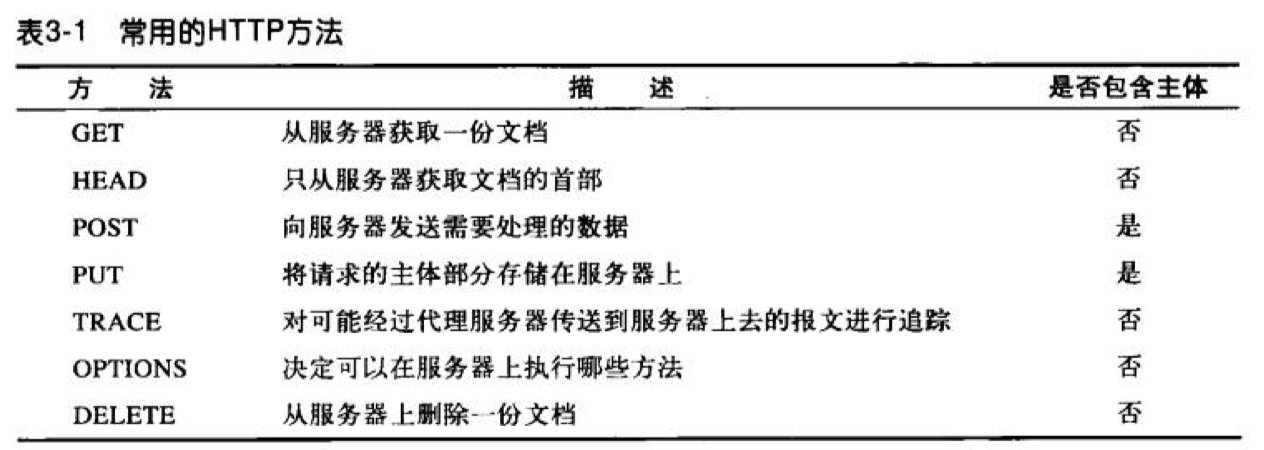 表3-1 常用的HTTP方法
方 法 描 述 是否包含主体
GET 从服务器获取一份文档 否
HEAD 只从服务器获取文档的首部 否
POST 向服务器发送需要处理的数据 是
PUT 将请求的主体部分存储在服务器上 是
TRACE 对可能经过代理服务器传送到服务器上去的报文进行追踪 否
OPTIONS 决定可以在服务器上执行哪些方法 否
DELETE 从服务器上删除一份文档 否